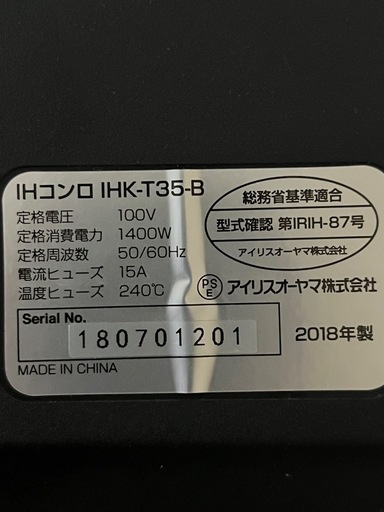 IHコンロ IHK-T35-B
定格電圧 100V
定格消費電力 1400W
定格周波数 50/60Hz
電流ヒューズ 15A
温度ヒューズ 240℃
総務省基準適合
型式確認 第IRIH-87号
アイリスオーヤマ株式会社
PSE アイリスオーヤマ株式会社
Serial No.
180701201
2018年製
MADE IN CHINA